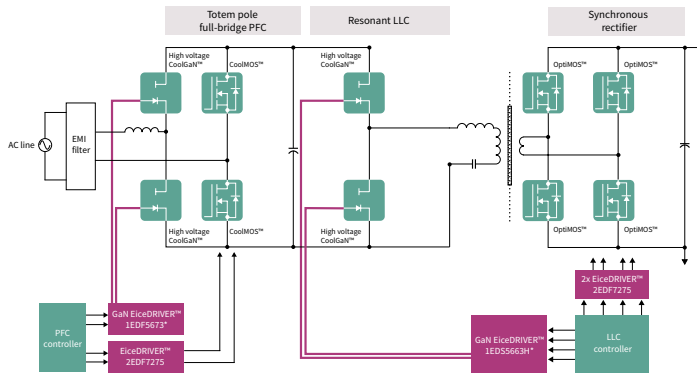 Totem pole
full-bridge PFC
Resonant LLC
Synchronous
rectifier
High voltage
CoolGaN™
CoolMOS™
High voltage
CoolGaN™
OptiMOS™
OptiMOS™
AC line
EMI
filter
High voltage
CoolGaN™
CoolMOS™
High voltage
CoolGaN™
OptiMOS™
OptiMOS™
PFC
controller
GaN EiceDRIVER™
1EDF5673*
EiceDRIVER™
2EDF7275
GaN EiceDRIVER™
1EDS5663H*
2x EiceDRIVER™
2EDF7275
LLC
controller